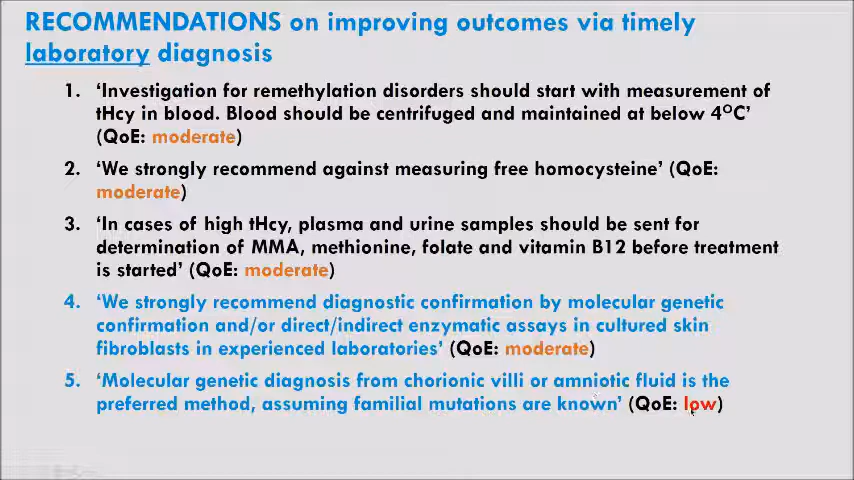 RECOMMENDATIONS on improving outcomes via timely
laboratory diagnosis
1. ‘Investigation for remethylation disorders should start with measurement of
tHcy in blood. Blood should be centrifuged and maintained at below 4ᴼC’
(QoE: moderate)
2. ‘We strongly recommend against measuring free homocysteine’ (QoE:
moderate)
3. ‘In cases of high tHcy, plasma and urine samples should be sent for
determination of MMA, methionine, folate and vitamin B12 before treatment
is started’ (QoE: moderate)
4. ‘We strongly recommend diagnostic confirmation by molecular genetic
confirmation and/or direct/indirect enzymatic assays in cultured skin
fibroblasts in experienced laboratories’ (QoE: moderate)
5. ‘Molecular genetic diagnosis from chorionic villi or amniotic fluid is the
preferred method, assuming familial mutations are known’ (QoE: low)